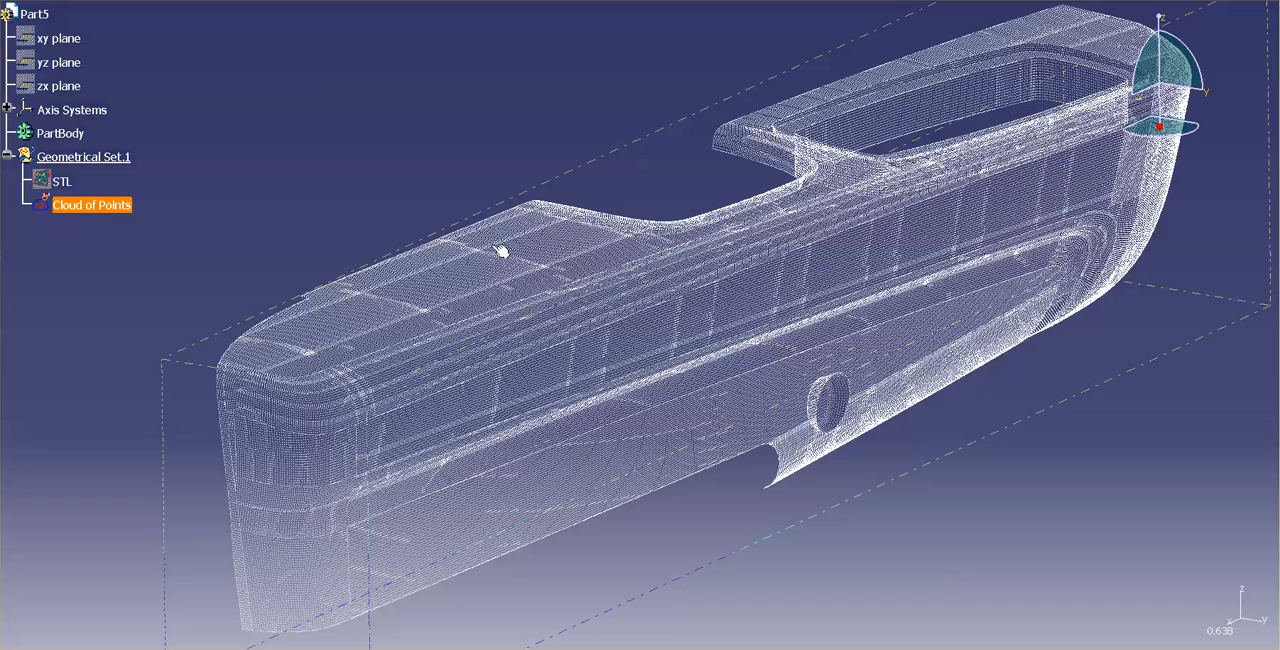 Part5
xy plane
yz plane
zx plane
Axis Systems
PartBody
Geometrical Set.1
STL
Cloud of Points
z
y
x
z
x
y
0.638